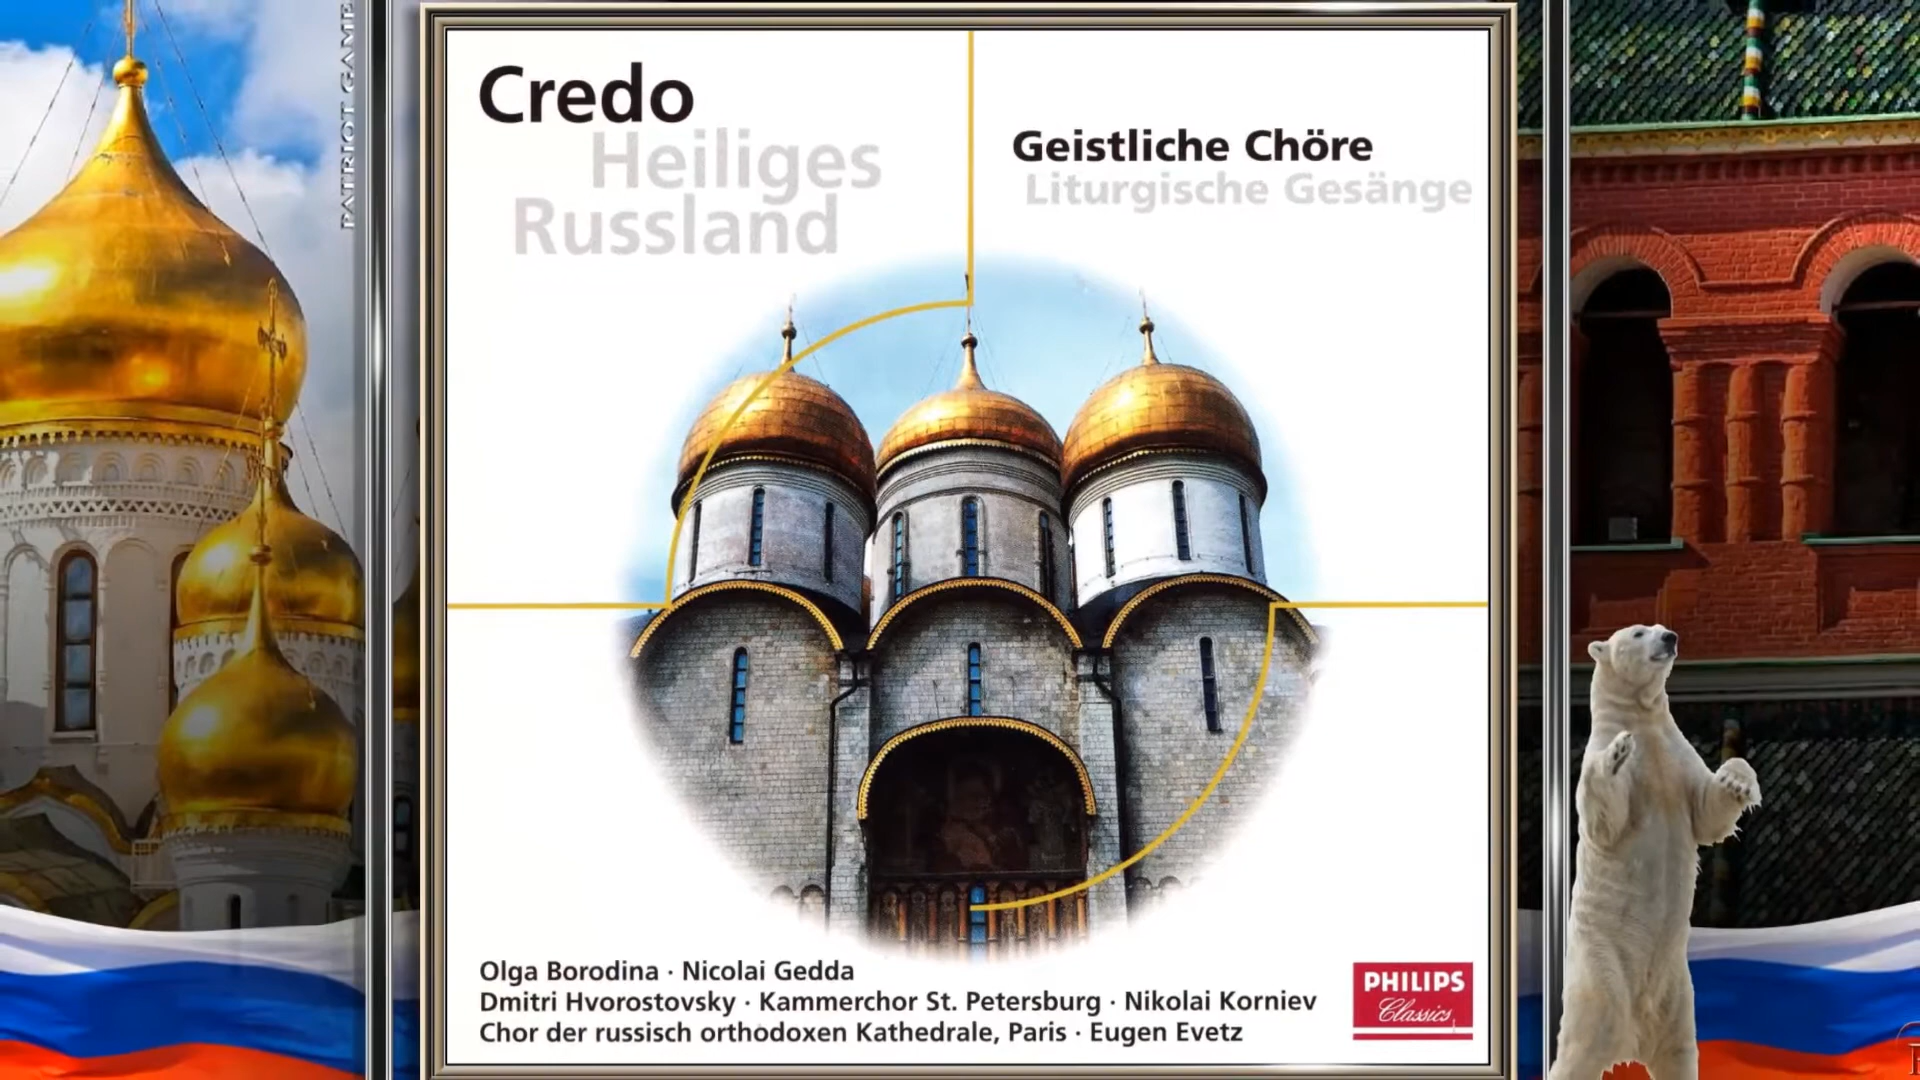 PATRIOT GAME
Credo
Heiliges
Russland
Geistliche Chöre
Liturgische Gesänge
Olga Borodina · Nicolai Gedda
Dmitri Hvorostovsky · Kammerchor St. Petersburg · Nikolai Korniev
Chor der russisch orthodoxen Kathedrale, Paris · Eugen Evetz
PHILIPS
Classics